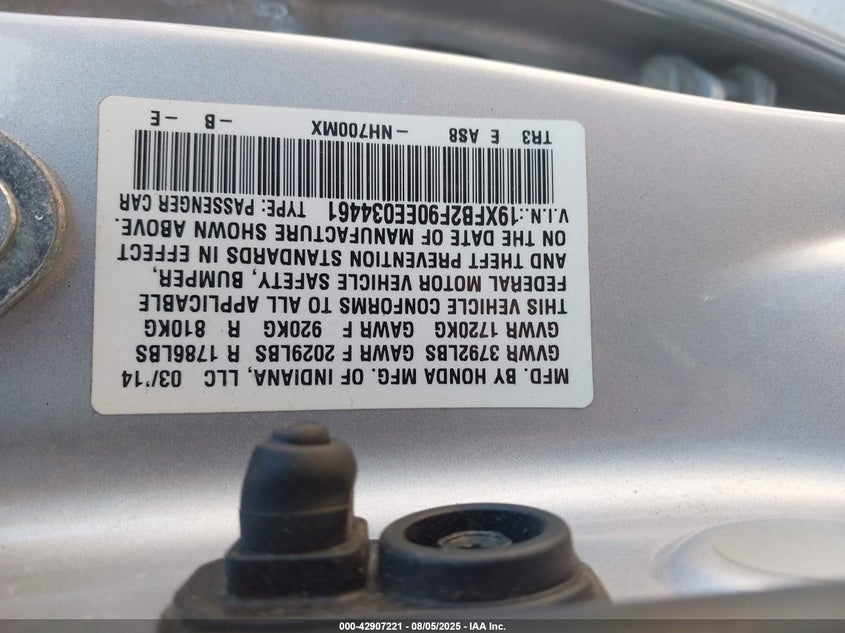 MFD. BY HONDA MFG. OF INDIANA, LLC 03/'14
GVWR 3792LBS GAWR F 2029LBS R 1786LBS
GVWR 1720KG GAWR F 920KG R 810KG
THIS VEHICLE CONFORMS TO ALL APPLICABLE
FEDERAL MOTOR VEHICLE SAFETY, BUMPER,
AND THEFT PREVENTION STANDARDS IN EFFECT
ON THE DATE OF MANUFACTURE SHOWN ABOVE.
V.I.N.:19XFB2F90EE034461 TYPE: PASSENGER CAR
TR3 E AS8 -NH700MX -B -E
000-42907221 - 08/05/2025 - IAA Inc.